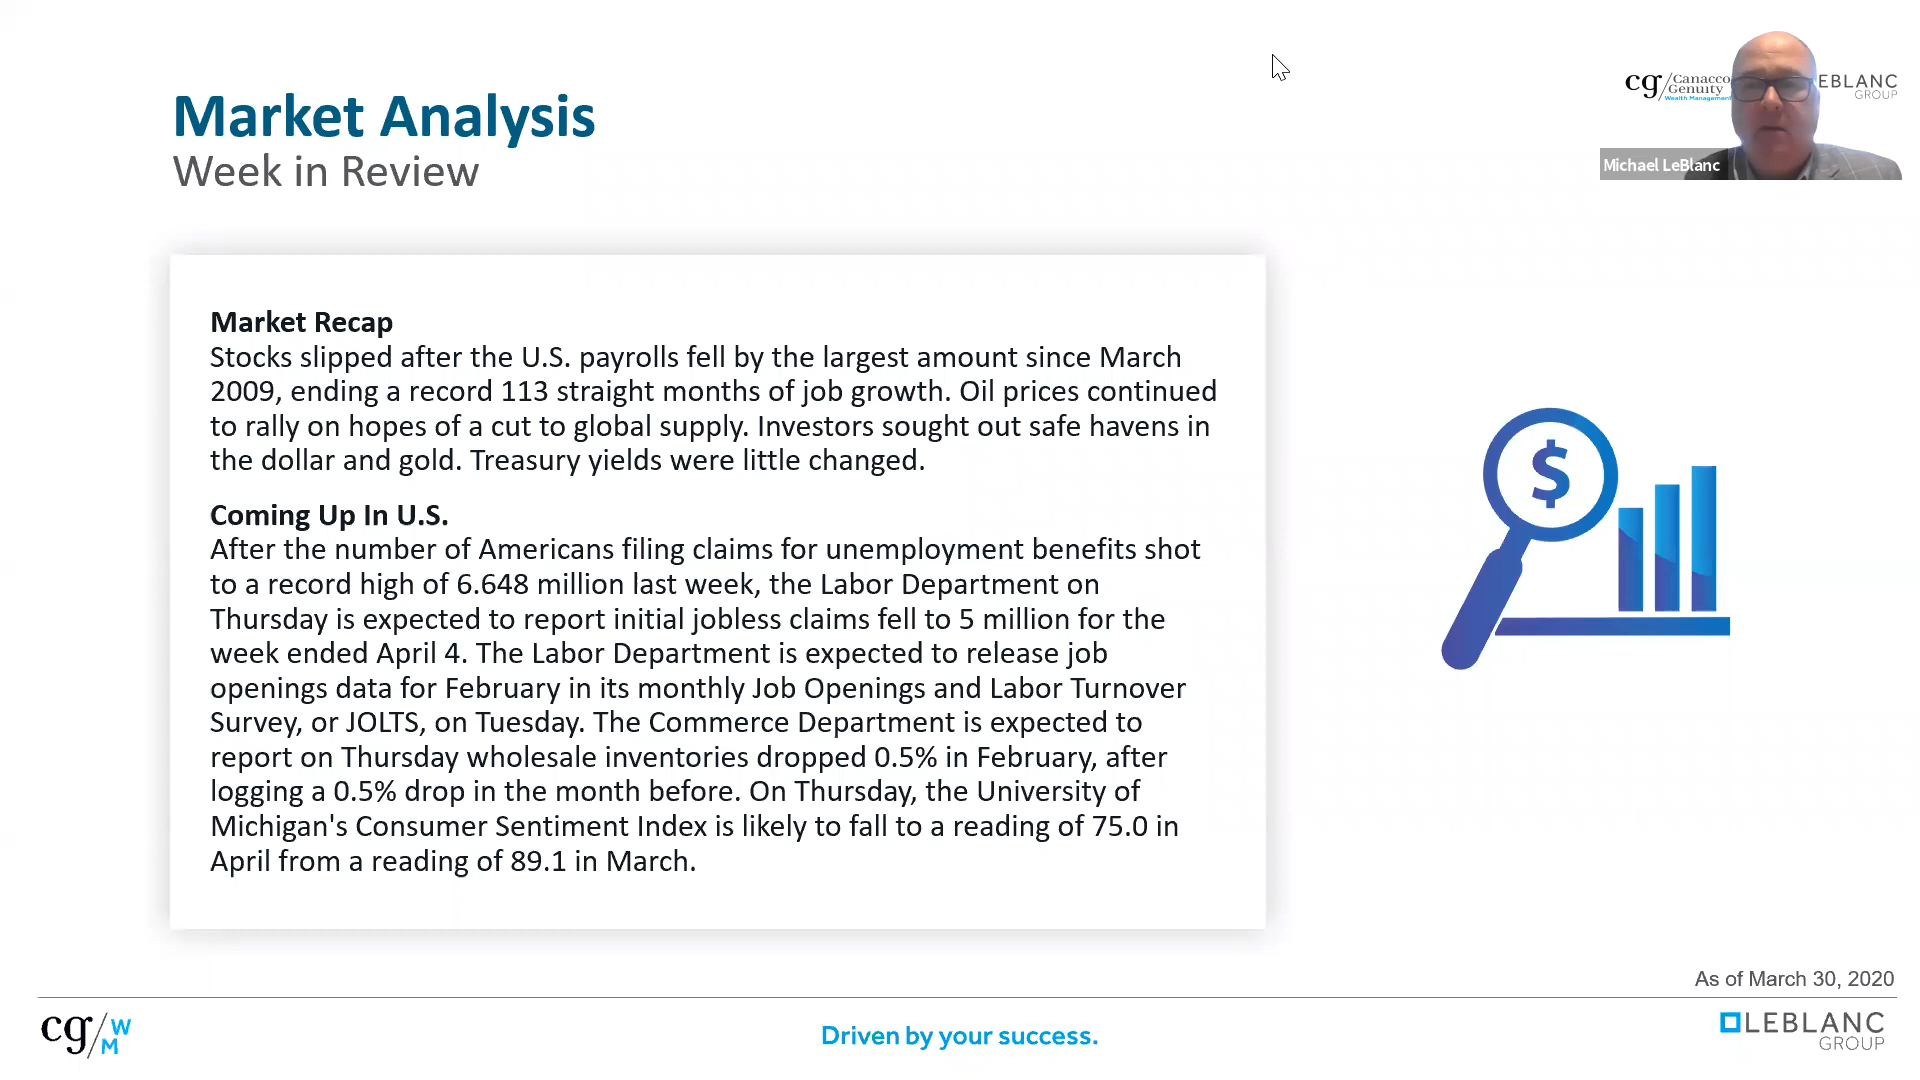 Market Analysis
Week in Review
cg/Canacco
Genuity
Wealth Management
EBLANC
GROUP
Michael LeBlanc
Market Recap
Stocks slipped after the U.S. payrolls fell by the largest amount since March
2009, ending a record 113 straight months of job growth. Oil prices continued
to rally on hopes of a cut to global supply. Investors sought out safe havens in
the dollar and gold. Treasury yields were little changed.
Coming Up In U.S.
After the number of Americans filing claims for unemployment benefits shot
to a record high of 6.648 million last week, the Labor Department on
Thursday is expected to report initial jobless claims fell to 5 million for the
week ended April 4. The Labor Department is expected to release job
openings data for February in its monthly Job Openings and Labor Turnover
Survey, or JOLTS, on Tuesday. The Commerce Department is expected to
report on Thursday wholesale inventories dropped 0.5% in February, after
logging a 0.5% drop in the month before. On Thursday, the University of
Michigan's Consumer Sentiment Index is likely to fall to a reading of 75.0 in
April from a reading of 89.1 in March.
$
As of March 30, 2020
cg/WM
Driven by your success.
LEBLANC
GROUP